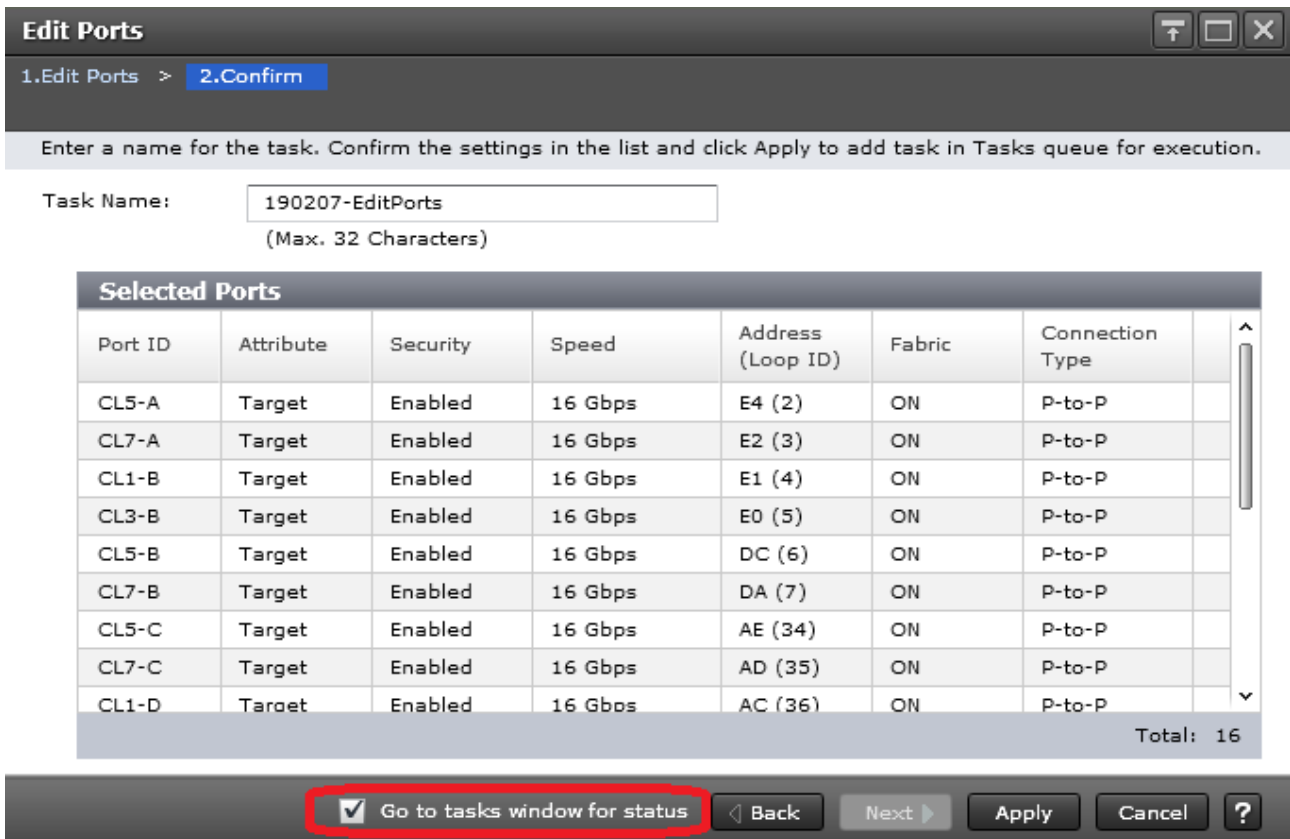 Edit Ports
1.Edit Ports > 2.Confirm
Enter a name for the task. Confirm the settings in the list and click Apply to add task in Tasks queue for execution.
Task Name: 190207-EditPorts
(Max. 32 Characters)
Selected Ports
Port ID Attribute Security Speed Address (Loop ID) Fabric Connection Type
CL5-A Target Enabled 16 Gbps E4 (2) ON P-to-P
CL7-A Target Enabled 16 Gbps E2 (3) ON P-to-P
CL1-B Target Enabled 16 Gbps E1 (4) ON P-to-P
CL3-B Target Enabled 16 Gbps E0 (5) ON P-to-P
CL5-B Target Enabled 16 Gbps DC (6) ON P-to-P
CL7-B Target Enabled 16 Gbps DA (7) ON P-to-P
CL5-C Target Enabled 16 Gbps AE (34) ON P-to-P
CL7-C Target Enabled 16 Gbps AD (35) ON P-to-P
CL1-D Target Enabled 16 Gbps AC (36) ON P-to-P
Total: 16
Go to tasks window for status Back Next Apply Cancel ?